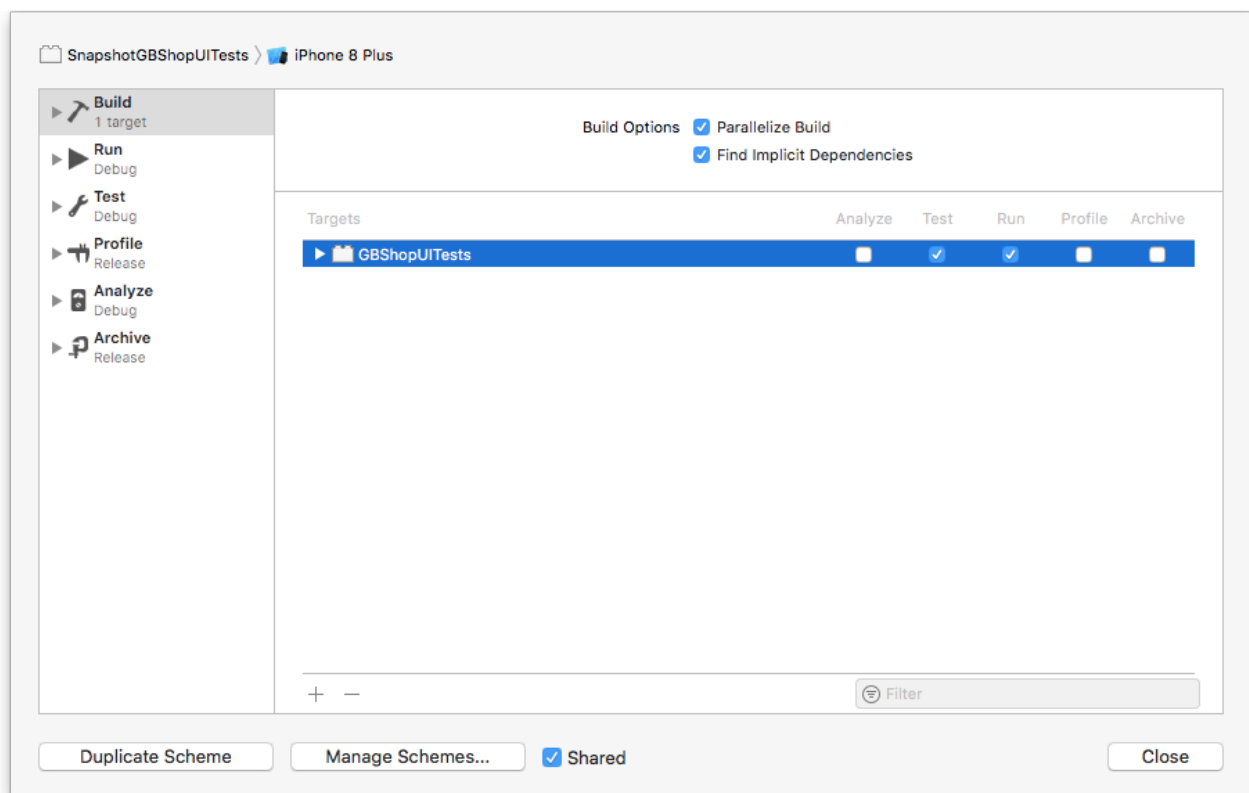 SnapshotGBShopUITests 〉 iPhone 8 Plus
Build
1 target
Run
Debug
Test
Debug
Profile
Release
Analyze
Debug
Archive
Release
Build Options Parallelize Build
Find Implicit Dependencies
Targets Analyze Test Run Profile Archive
GBShopUITests
Filter
Duplicate Scheme Manage Schemes... Shared Close